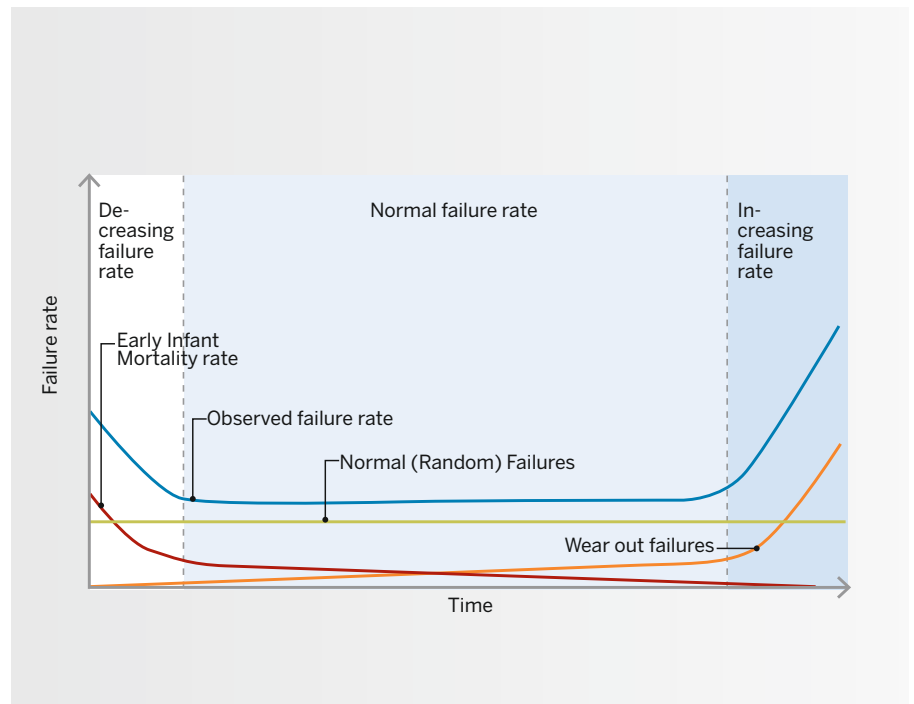 De-
creasing
failure
rate
Normal failure rate
In-
creasing
failure
rate
Failure rate
Early Infant
Mortality rate
Observed failure rate
Normal (Random) Failures
Wear out failures
Time